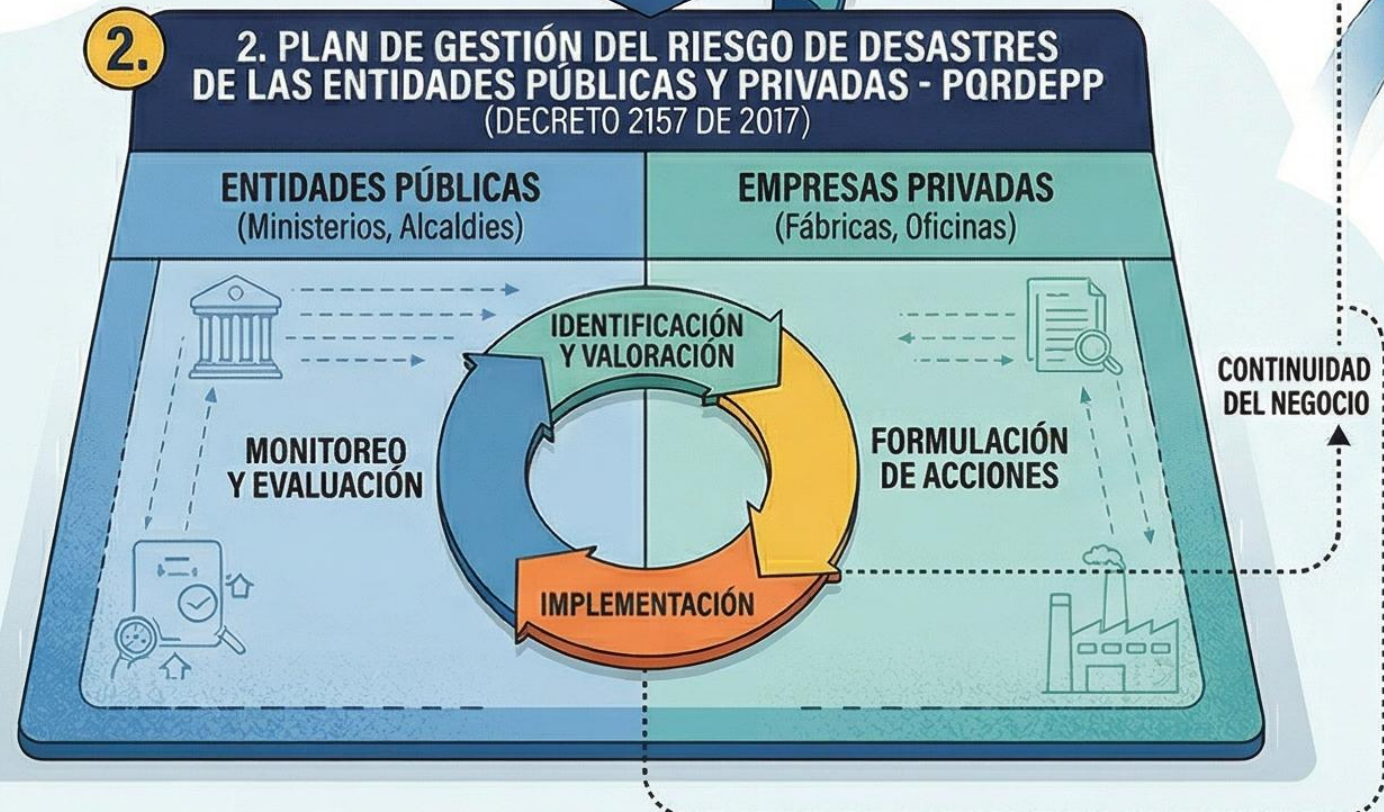 2.
2. PLAN DE GESTIÓN DEL RIESGO DE DESASTRES
DE LAS ENTIDADES PÚBLICAS Y PRIVADAS - PQRDEPP
(DECRETO 2157 DE 2017)
ENTIDADES PÚBLICAS
(Ministerios, Alcaldies)
EMPRESAS PRIVADAS
(Fábricas, Oficinas)
IDENTIFICACIÓN
Y VALORACIÓN
CONTINUIDAD
DEL NEGOCIO
MONITOREO
Y EVALUACIÓN
FORMULACIÓN
DE ACCIONES
IMPLEMENTACIÓN